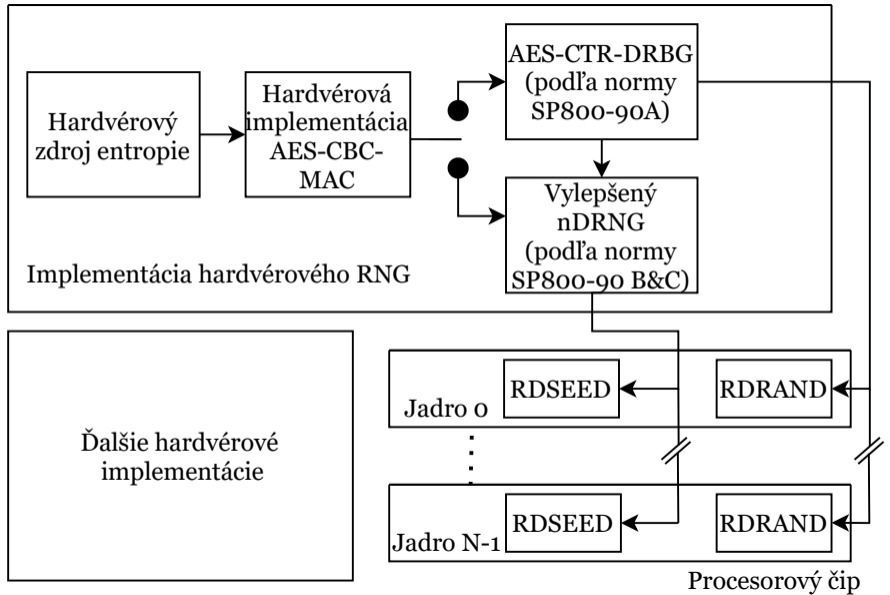 Hardvérový
zdroj entropie
Hardvérová
implementácia
AES-CBC-
MAC
AES-CTR-DRBG
(podľa normy
SP800-90A)
Vylepšený
nDRNG
(podľa normy
SP800-90 B&C)
Implementácia hardvérového RNG
Ďalšie hardvérové
implementácie
Jadro 0
RDSEED
RDRAND
Jadro N-1
RDSEED
RDRAND
Procesorový čip